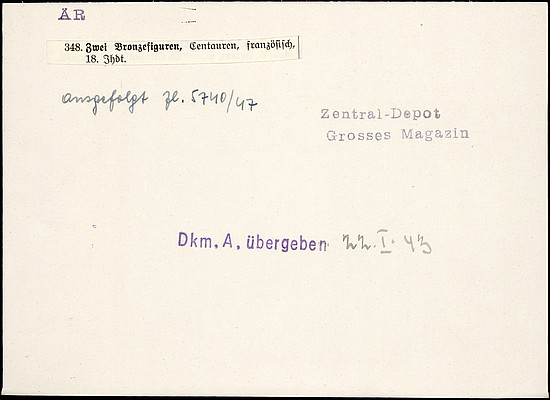 ÄR
348. Zwei Bronzefiguren, Centauren, französisch,
18. Jhdt.
ausgefolgt Zl. 5740/47
Zentral-Depot
Grosses Magazin
Dkm. A. übergeben 22. I. 43